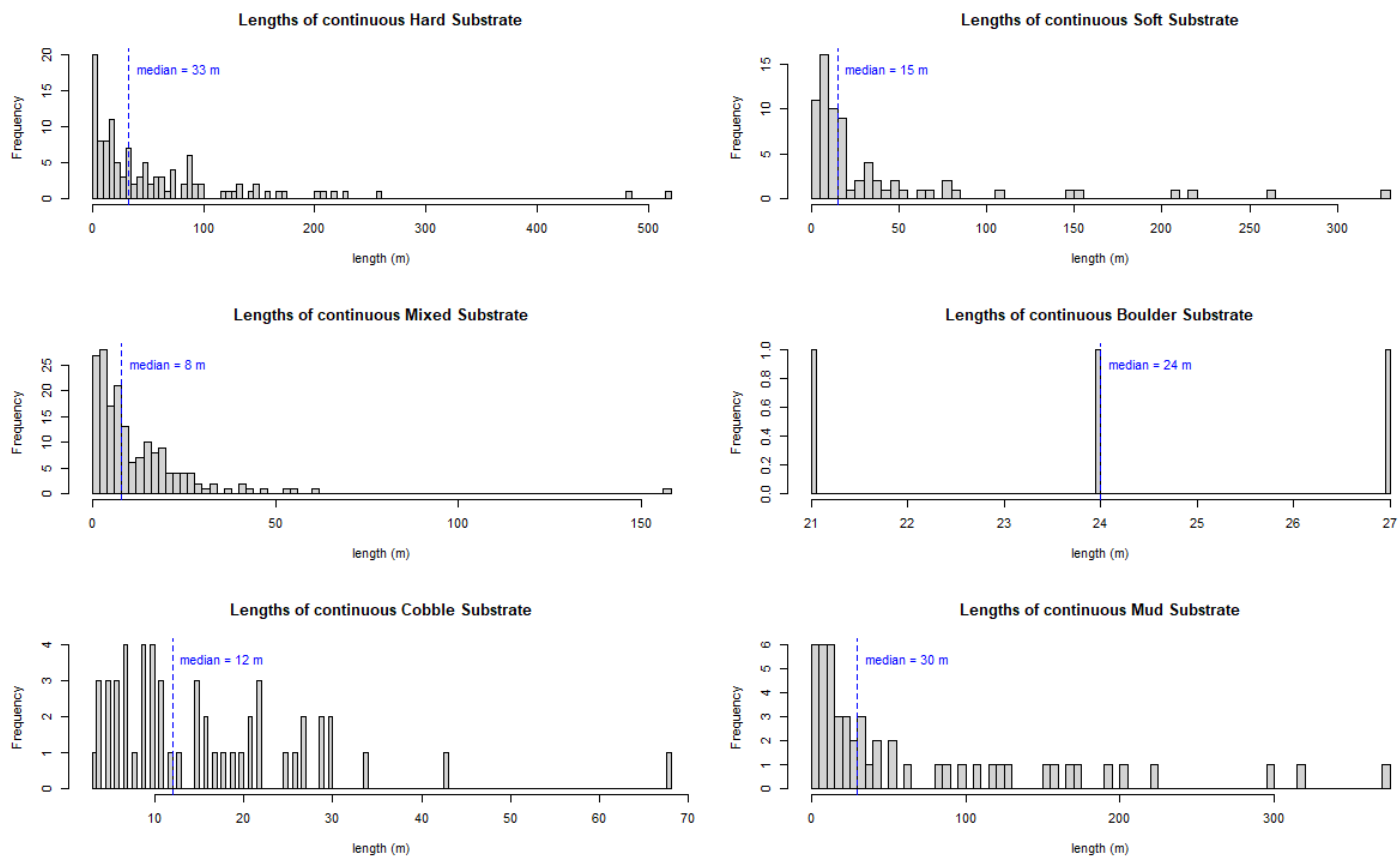 Lengths of continuous Hard Substrate
median = 33 m
Frequency
0 5 10 15 20
0 100 200 300 400 500
length (m)
Lengths of continuous Soft Substrate
median = 15 m
Frequency
0 5 10 15
0 50 100 150 200 250 300
length (m)
Lengths of continuous Mixed Substrate
median = 8 m
Frequency
0 5 10 15 20 25
0 50 100 150
length (m)
Lengths of continuous Boulder Substrate
median = 24 m
Frequency
0.0 0.2 0.4 0.6 0.8 1.0
21 22 23 24 25 26 27
length (m)
Lengths of continuous Cobble Substrate
median = 12 m
Frequency
0 1 2 3 4
10 20 30 40 50 60 70
length (m)
Lengths of continuous Mud Substrate
median = 30 m
Frequency
0 1 2 3 4 5 6
0 100 200 300
length (m)